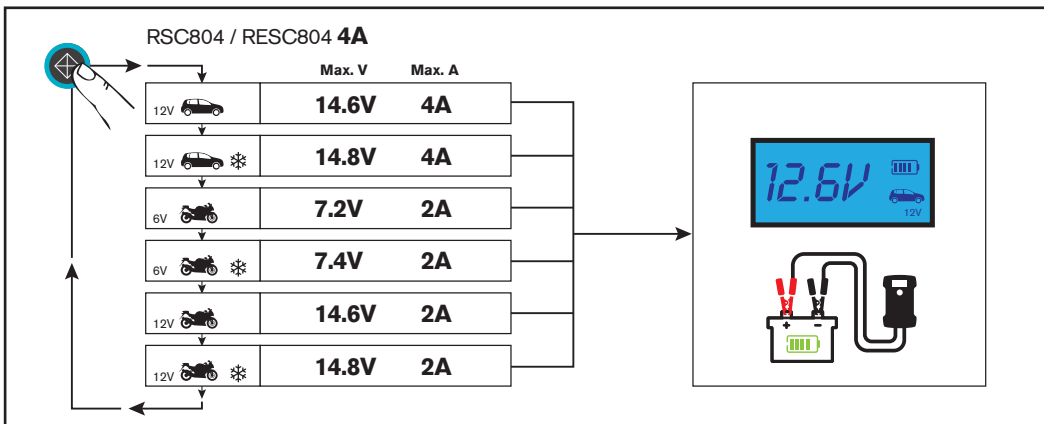 RSC804 / RESC804 4A
Max. V Max. A
12V 14.6V 4A
12V 14.8V 4A
6V 7.2V 2A
6V 7.4V 2A
12V 14.6V 2A
12V 14.8V 2A
12.6V
12V
+ -